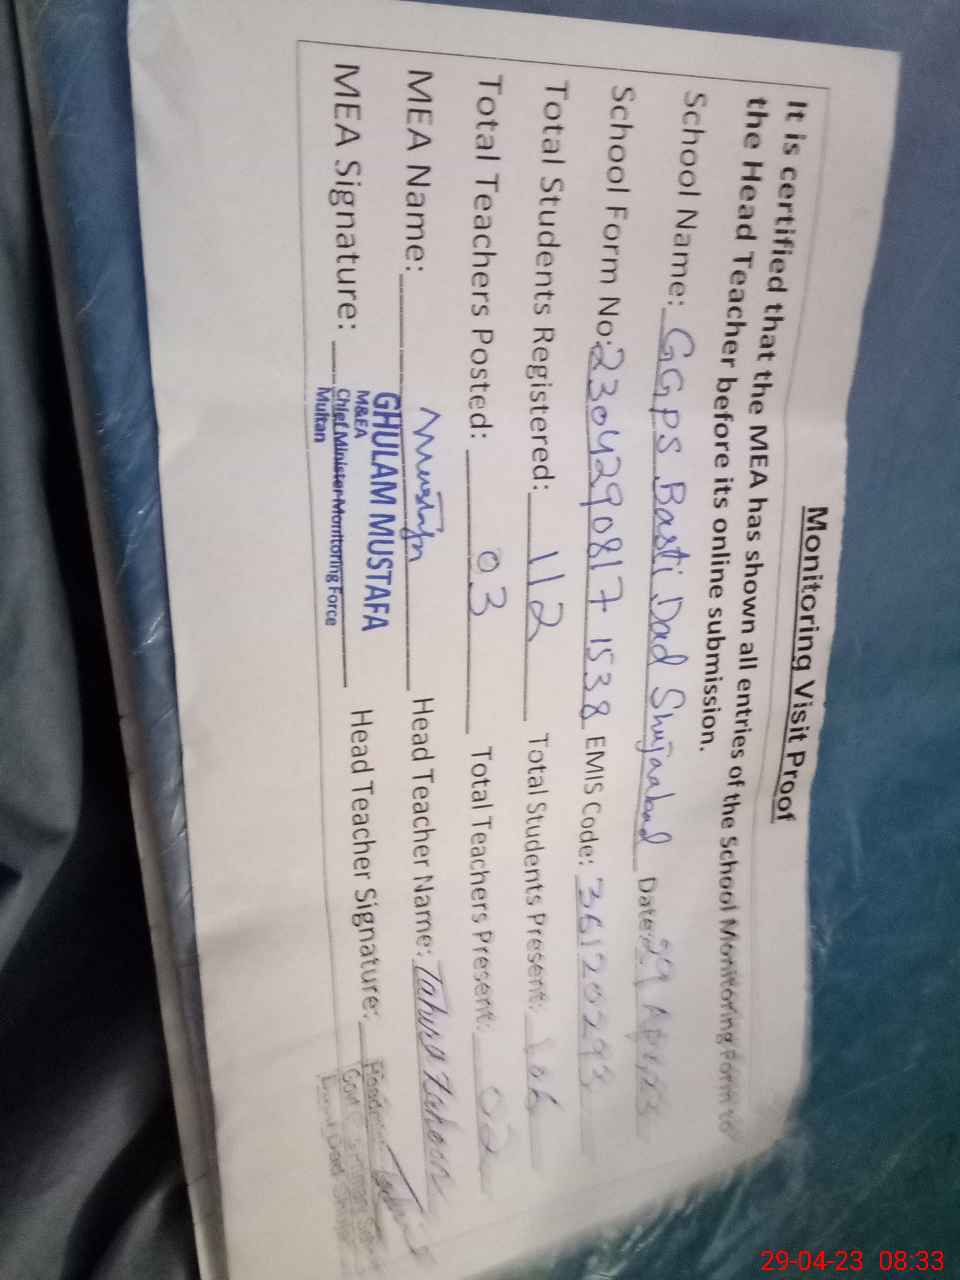 Monitoring Visit Proof
It is certified that the MEA has shown all entries of the School Monitoring Form to
the Head Teacher before its online submission.
School Name: GGPS Basti Dad Shujaabad Date: 29 Apr, 23
School Form No: 2304290817 1538 EMIS Code: 36120293
Total Students Registered: 112 Total Students Present: 106
Total Teachers Posted: 03 Total Teachers Present: 02
MEA Name: Mustafa Head Teacher Name: Tahira
MEA Signature: Head Teacher Signature:
GHULAM MUSTAFA
M&EA
Chief Minister Monitoring Force
Multan
29-04-23 08:33